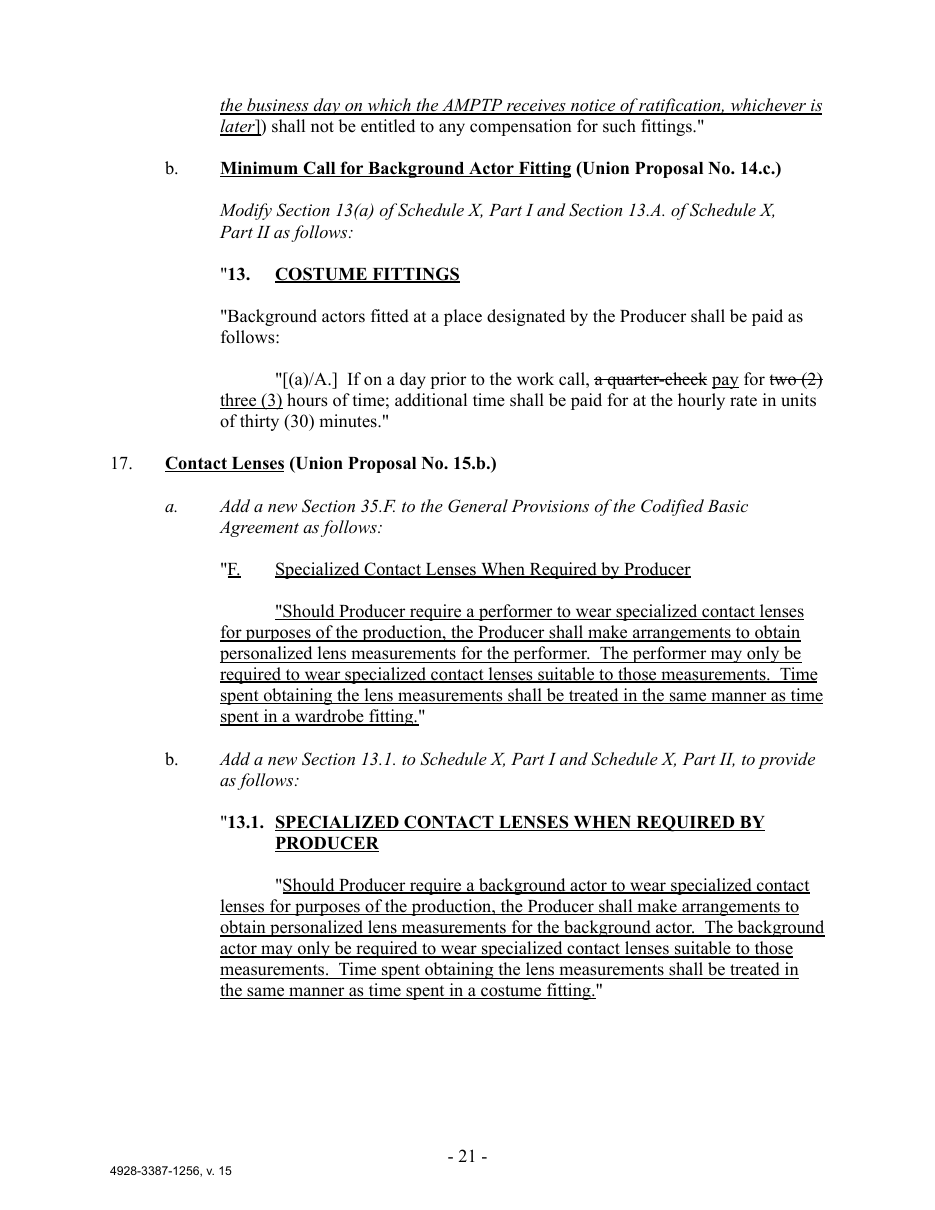 the business day on which the AMPTP receives notice of ratification, whichever is
later]) shall not be entitled to any compensation for such fittings."
b. Minimum Call for Background Actor Fitting (Union Proposal No. 14.c.)
Modify Section 13(a) of Schedule X, Part I and Section 13.A. of Schedule X,
Part II as follows:
"13. COSTUME FITTINGS
"Background actors fitted at a place designated by the Producer shall be paid as
follows:
"[(a)/A.] If on a day prior to the work call, a quarter-check pay for two (2)
three (3) hours of time; additional time shall be paid for at the hourly rate in units
of thirty (30) minutes."
17. Contact Lenses (Union Proposal No. 15.b.)
a. Add a new Section 35.F. to the General Provisions of the Codified Basic
Agreement as follows:
"F. Specialized Contact Lenses When Required by Producer
"Should Producer require a performer to wear specialized contact lenses
for purposes of the production, the Producer shall make arrangements to obtain
personalized lens measurements for the performer. The performer may only be
required to wear specialized contact lenses suitable to those measurements. Time
spent obtaining the lens measurements shall be treated in the same manner as time
spent in a wardrobe fitting."
b. Add a new Section 13.1. to Schedule X, Part I and Schedule X, Part II, to provide
as follows:
"13.1. SPECIALIZED CONTACT LENSES WHEN REQUIRED BY
PRODUCER
"Should Producer require a background actor to wear specialized contact
lenses for purposes of the production, the Producer shall make arrangements to
obtain personalized lens measurements for the background actor. The background
actor may only be required to wear specialized contact lenses suitable to those
measurements. Time spent obtaining the lens measurements shall be treated in
the same manner as time spent in a costume fitting."
- 21 -
4928-3387-1256, v. 15